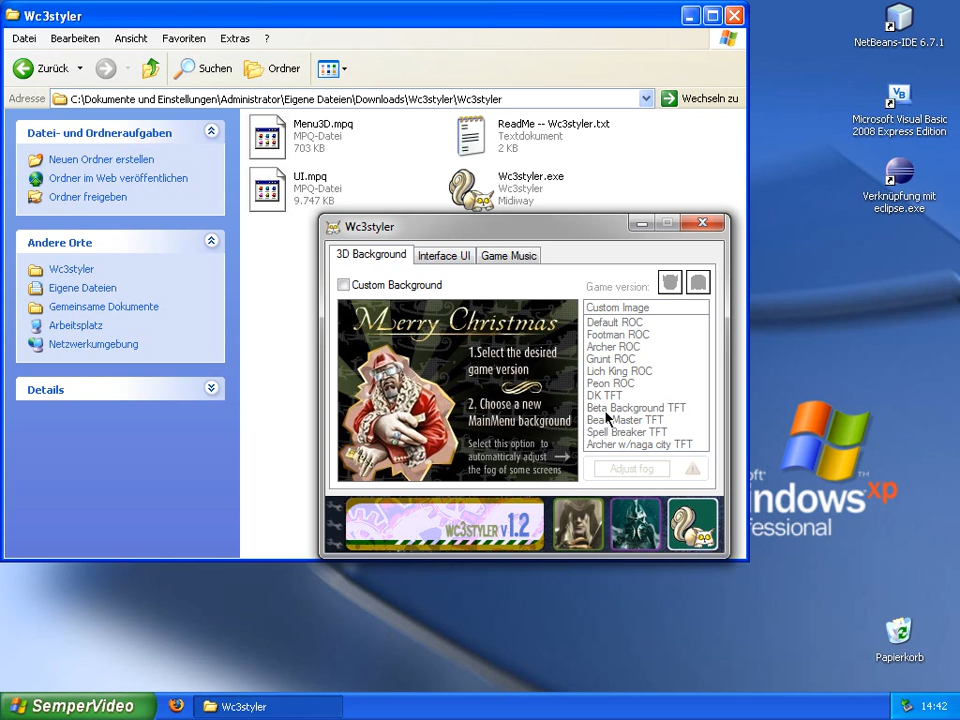 Wc3styler
Datei Bearbeiten Ansicht Favoriten Extras ?
Zurück Suchen Ordner
Adresse C:\Dokumente und Einstellungen\Administrator\Eigene Dateien\Downloads\Wc3styler\Wc3styler Wechseln zu
Datei- und Ordneraufgaben
Neuen Ordner erstellen
Ordner im Web veröffentlichen
Ordner freigeben
Andere Orte
Wc3styler
Eigene Dateien
Gemeinsame Dokumente
Arbeitsplatz
Netzwerkumgebung
Details
Menu3D.mpq
MPQ-Datei
703 KB
ReadMe -- Wc3styler.txt
Textdokument
2 KB
UI.mpq
MPQ-Datei
9.747 KB
Wc3styler.exe
Wc3styler
Midiway
Wc3styler
3D Background Interface UI Game Music
Custom Background
Game version:
Merry Christmas
1.Select the desired
game version
2. Choose a new
MainMenu background
Select this option to
automatticaly adjust
the fog of some screens
Custom Image
Default ROC
Footman ROC
Archer ROC
Grunt ROC
Lich King ROC
Peon ROC
DK TFT
Beta Background TFT
Master TFT
Spell Breaker TFT
Archer w/naga city TFT
Adjust fog
WC3STYLER v1.2
NetBeans-IDE 6.7.1
VB
Microsoft Visual Basic
2008 Express Edition
Verknüpfung mit
eclipse.exe
soft
indows xp
fessional
Papierkorb
SemperVideo
Wc3styler
14:42